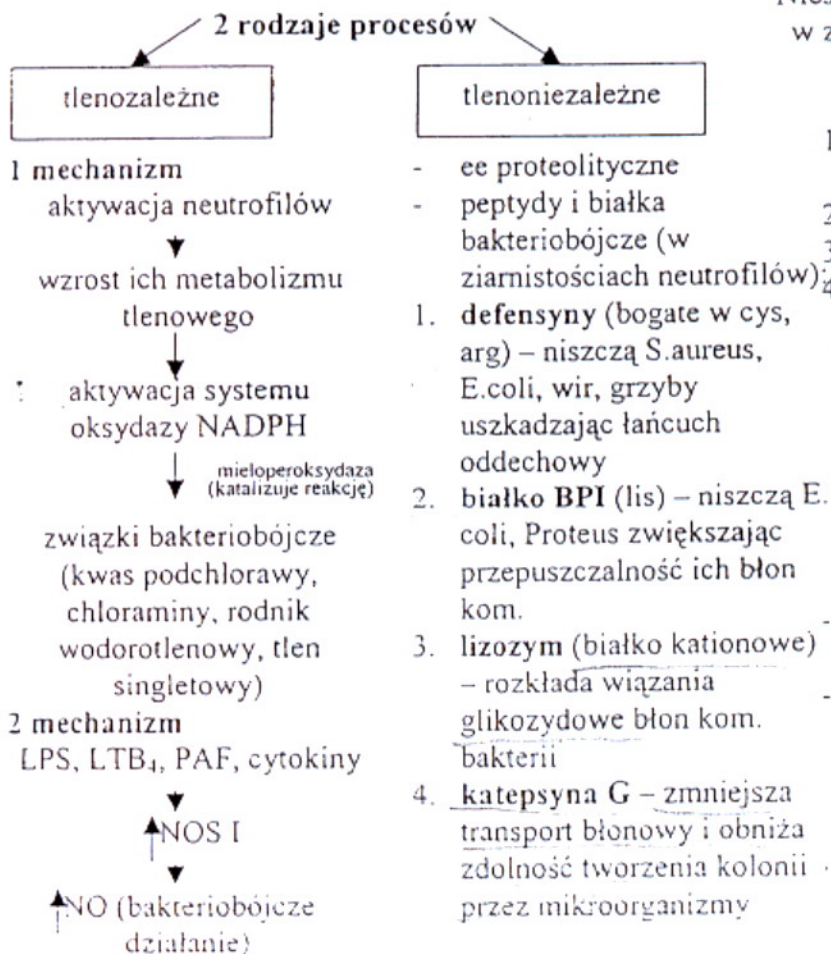 2 rodzaje procesów
tlenozależne
1 mechanizm
aktywacja neutrofilów
wzrost ich metabolizmu
tlenowego
aktywacja systemu
oksydazy NADPH
mieloperoksydaza
(katalizuje reakcję)
związki bakteriobójcze
(kwas podchlorawy,
chloraminy, rodnik
wodorotlenowy, tlen
singletowy)
2 mechanizm
LPS, LTB₄, PAF, cytokiny
NOS I
NO (bakteriobójcze
działanie)
tlenoniezależne
- ee proteolityczne
- peptydy i białka
bakteriobójcze (w
ziarnistościach neutrofilów):
1. defensyny (bogate w cys,
arg) – niszczą S.aureus,
E.coli, wir, grzyby
uszkadzając łańcuch
oddechowy
2. białko BPI (lis) – niszczą E.
coli, Proteus zwiększając
przepuszczalność ich błon
kom.
3. lizozym (białko kationowe)
– rozkłada wiązania
glikozydowe błon kom.
bakterii
4. katepsyna G – zmniejsza
transport błonowy i obniża
zdolność tworzenia kolonii
przez mikroorganizmy
w z
1
2
3
4